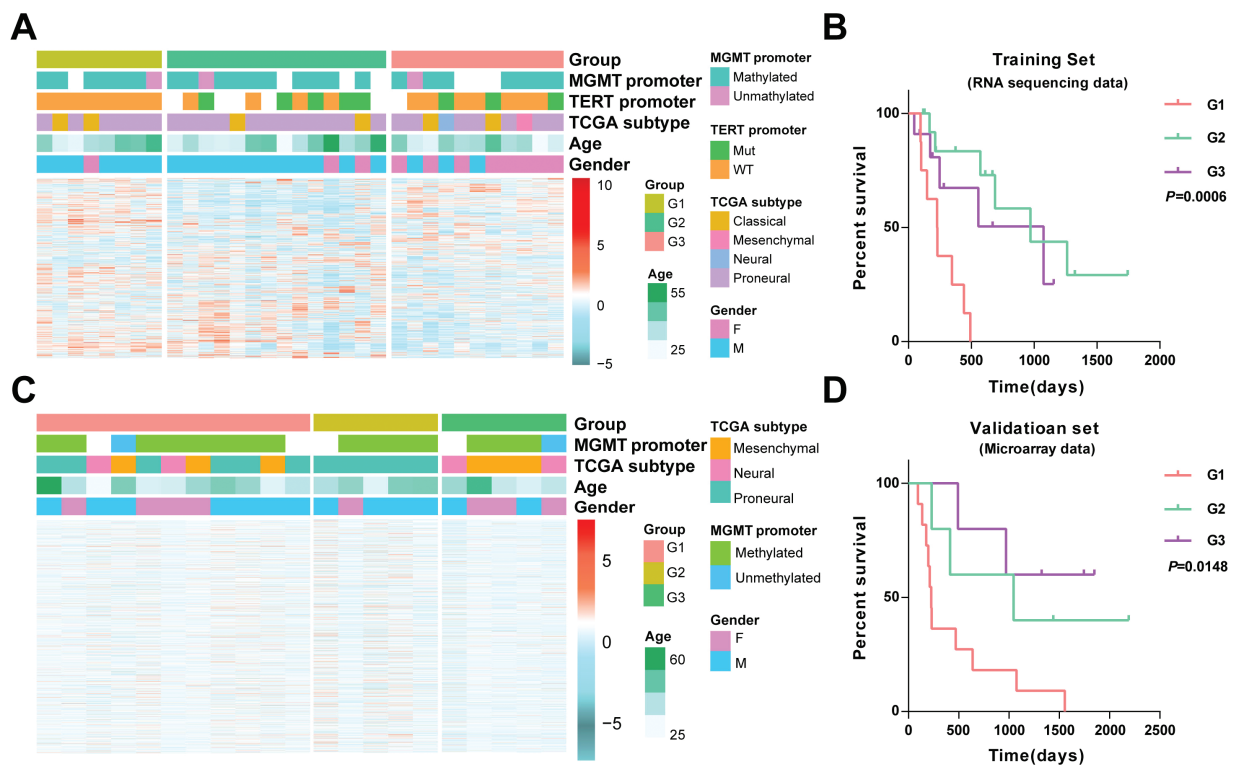 A
Group
MGMT promoter
TERT promoter
TCGA subtype
Age
Gender
10
5
0
−5
Group
G1
G2
G3
Age
55
25
MGMT promoter
Mathylated
Unmathylated
TERT promoter
Mut
WT
TCGA subtype
Classical
Mesenchymal
Neural
Proneural
Gender
F
M
B
Training Set
(RNA sequencing data)
Percent survival
100
50
0
0 500 1000 1500 2000
Time(days)
G1
G2
G3
P=0.0006
C
Group
MGMT promoter
TCGA subtype
Age
Gender
5
0
−5
Group
G1
G2
G3
Age
60
25
TCGA subtype
Mesenchymal
Neural
Proneural
MGMT promoter
Methylated
Unmethylated
Gender
F
M
D
Validatioan set
(Microarray data)
Percent survival
100
50
0
0 500 1000 1500 2000 2500
Time(days)
G1
G2
G3
P=0.0148